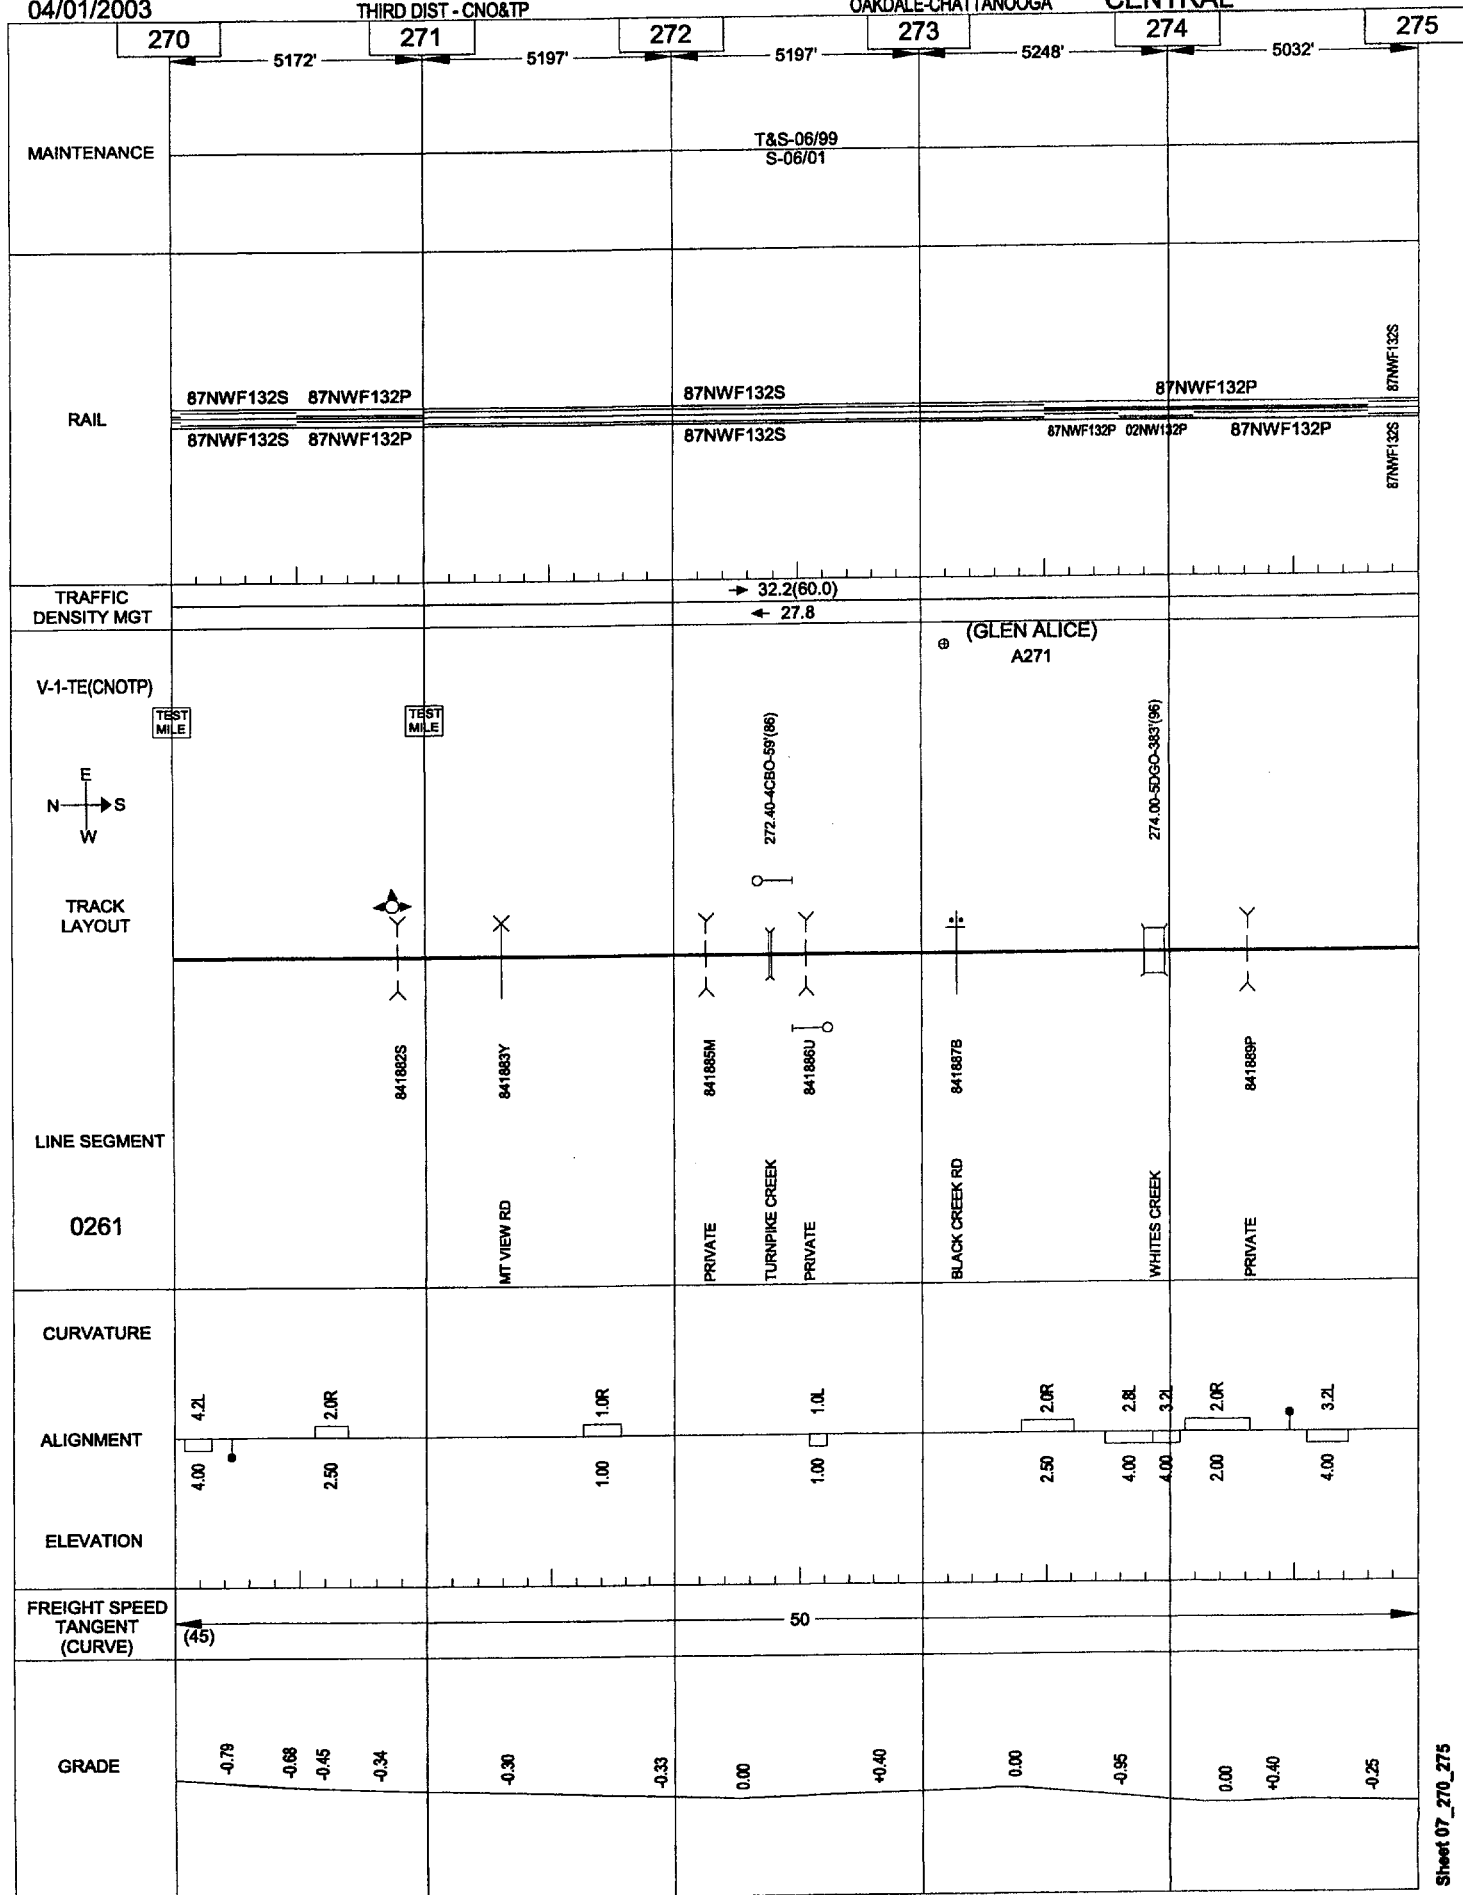 04/01/2003 THIRD DIST - CNO&TP OAKDALE-CHATTANOOGA CENTRAL
270 271 272 273 274 275
5172' 5197' 5197' 5248' 5032'
MAINTENANCE
T&S-06/99
S-06/01
RAIL
87NWF132S 87NWF132P 87NWF132S 87NWF132P 87NWF132S
87NWF132S 87NWF132P 87NWF132S 87NWF132P 02NW132P 87NWF132P 87NWF132S
TRAFFIC
DENSITY MGT
32.2(60.0)
27.8
(GLEN ALICE)
A271
V-1-TE(CNOTP)
TEST
MILE
TEST
MILE
272.40-4CBO-59'(86)
274.00-5DGO-383'(96)
E
N S
W
TRACK
LAYOUT
841882S 841883Y 841885M 841886U 841887B 841889P
LINE SEGMENT
0261
MT VIEW RD PRIVATE TURNPIKE CREEK PRIVATE BLACK CREEK RD WHITES CREEK PRIVATE
CURVATURE
4.2L 2.0R 1.0R 1.0L 2.0R 2.8L 3.2L 2.0R 3.2L
ALIGNMENT
4.00 2.50 1.00 1.00 2.50 4.00 4.00 2.00 4.00
ELEVATION
FREIGHT SPEED
TANGENT
(CURVE)
50
(45)
GRADE
-0.79 -0.68 -0.45 -0.34 -0.30 -0.33 0.00 +0.40 0.00 -0.95 0.00 +0.40 -0.25
Sheet 07_270_275